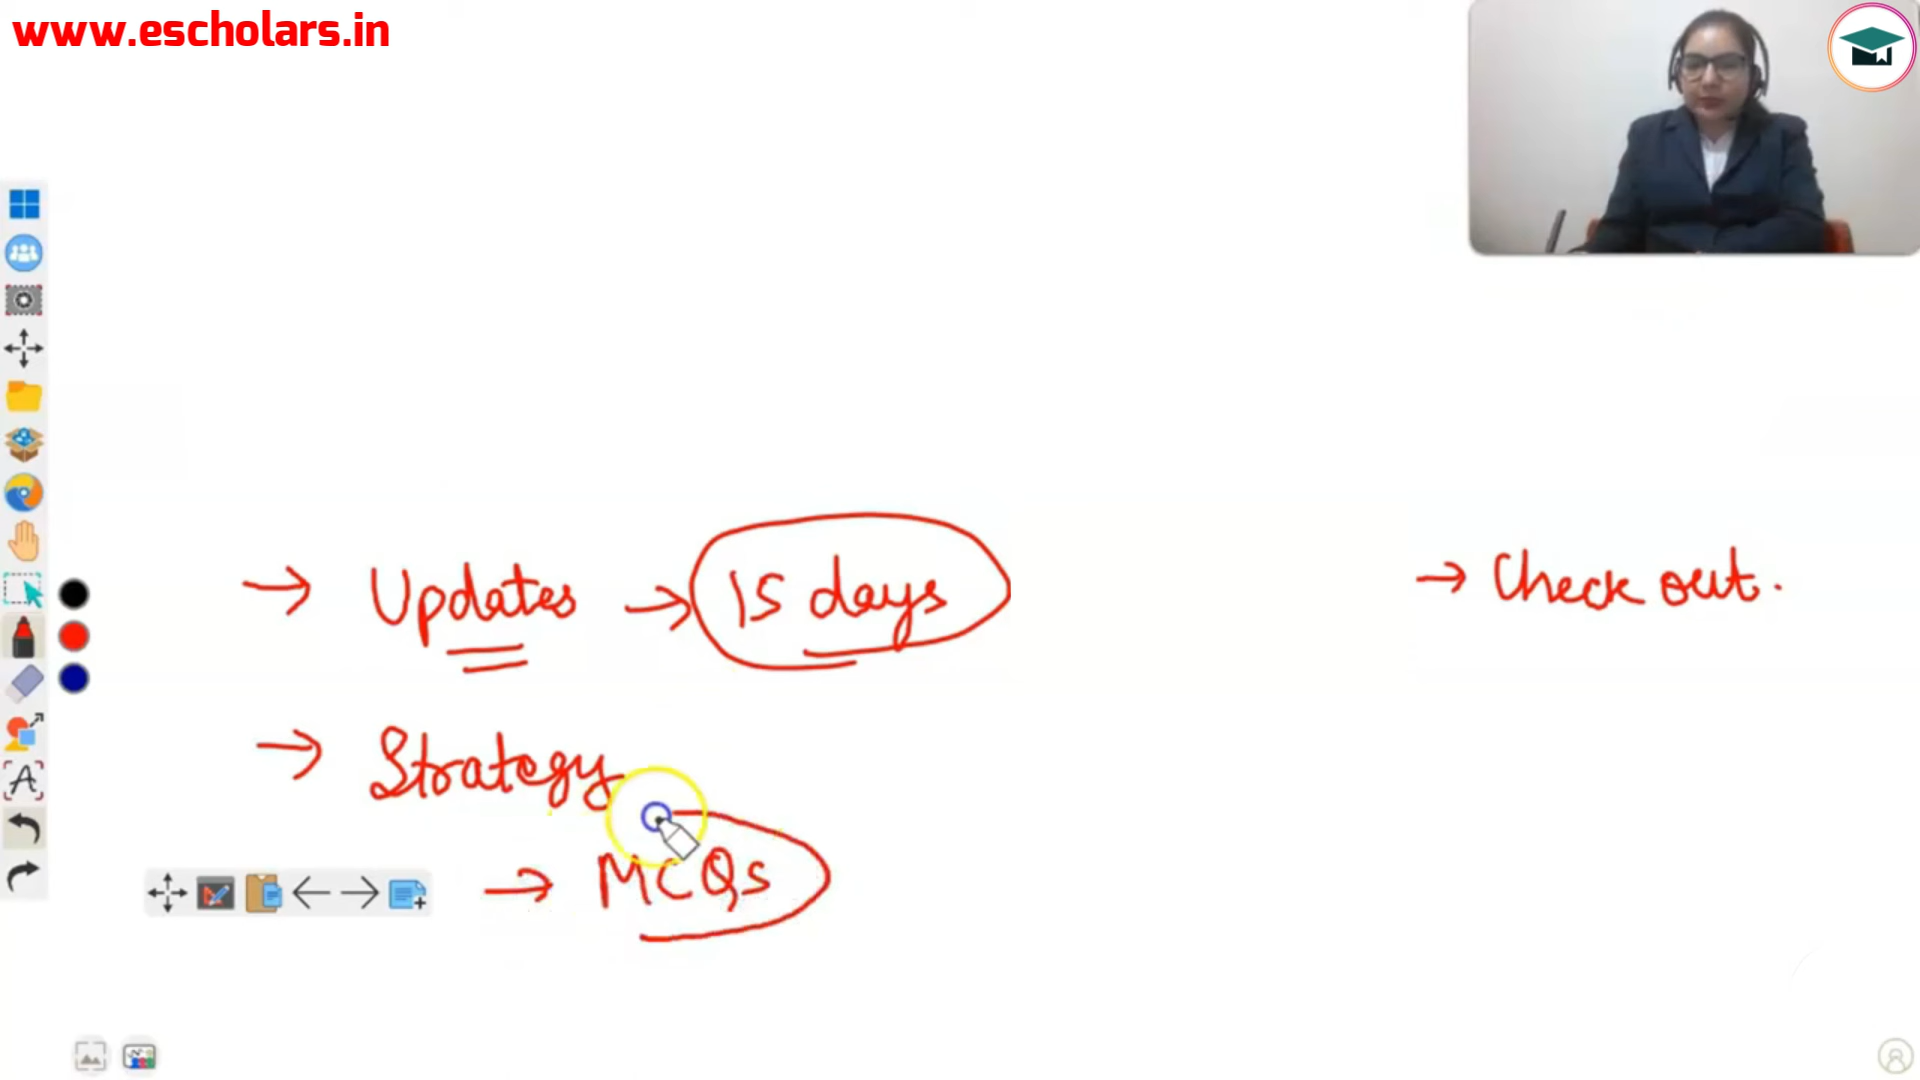 www.escholars.in
→ Updates → 15 days
→ Check out.
→ Strategy
→ MCQs